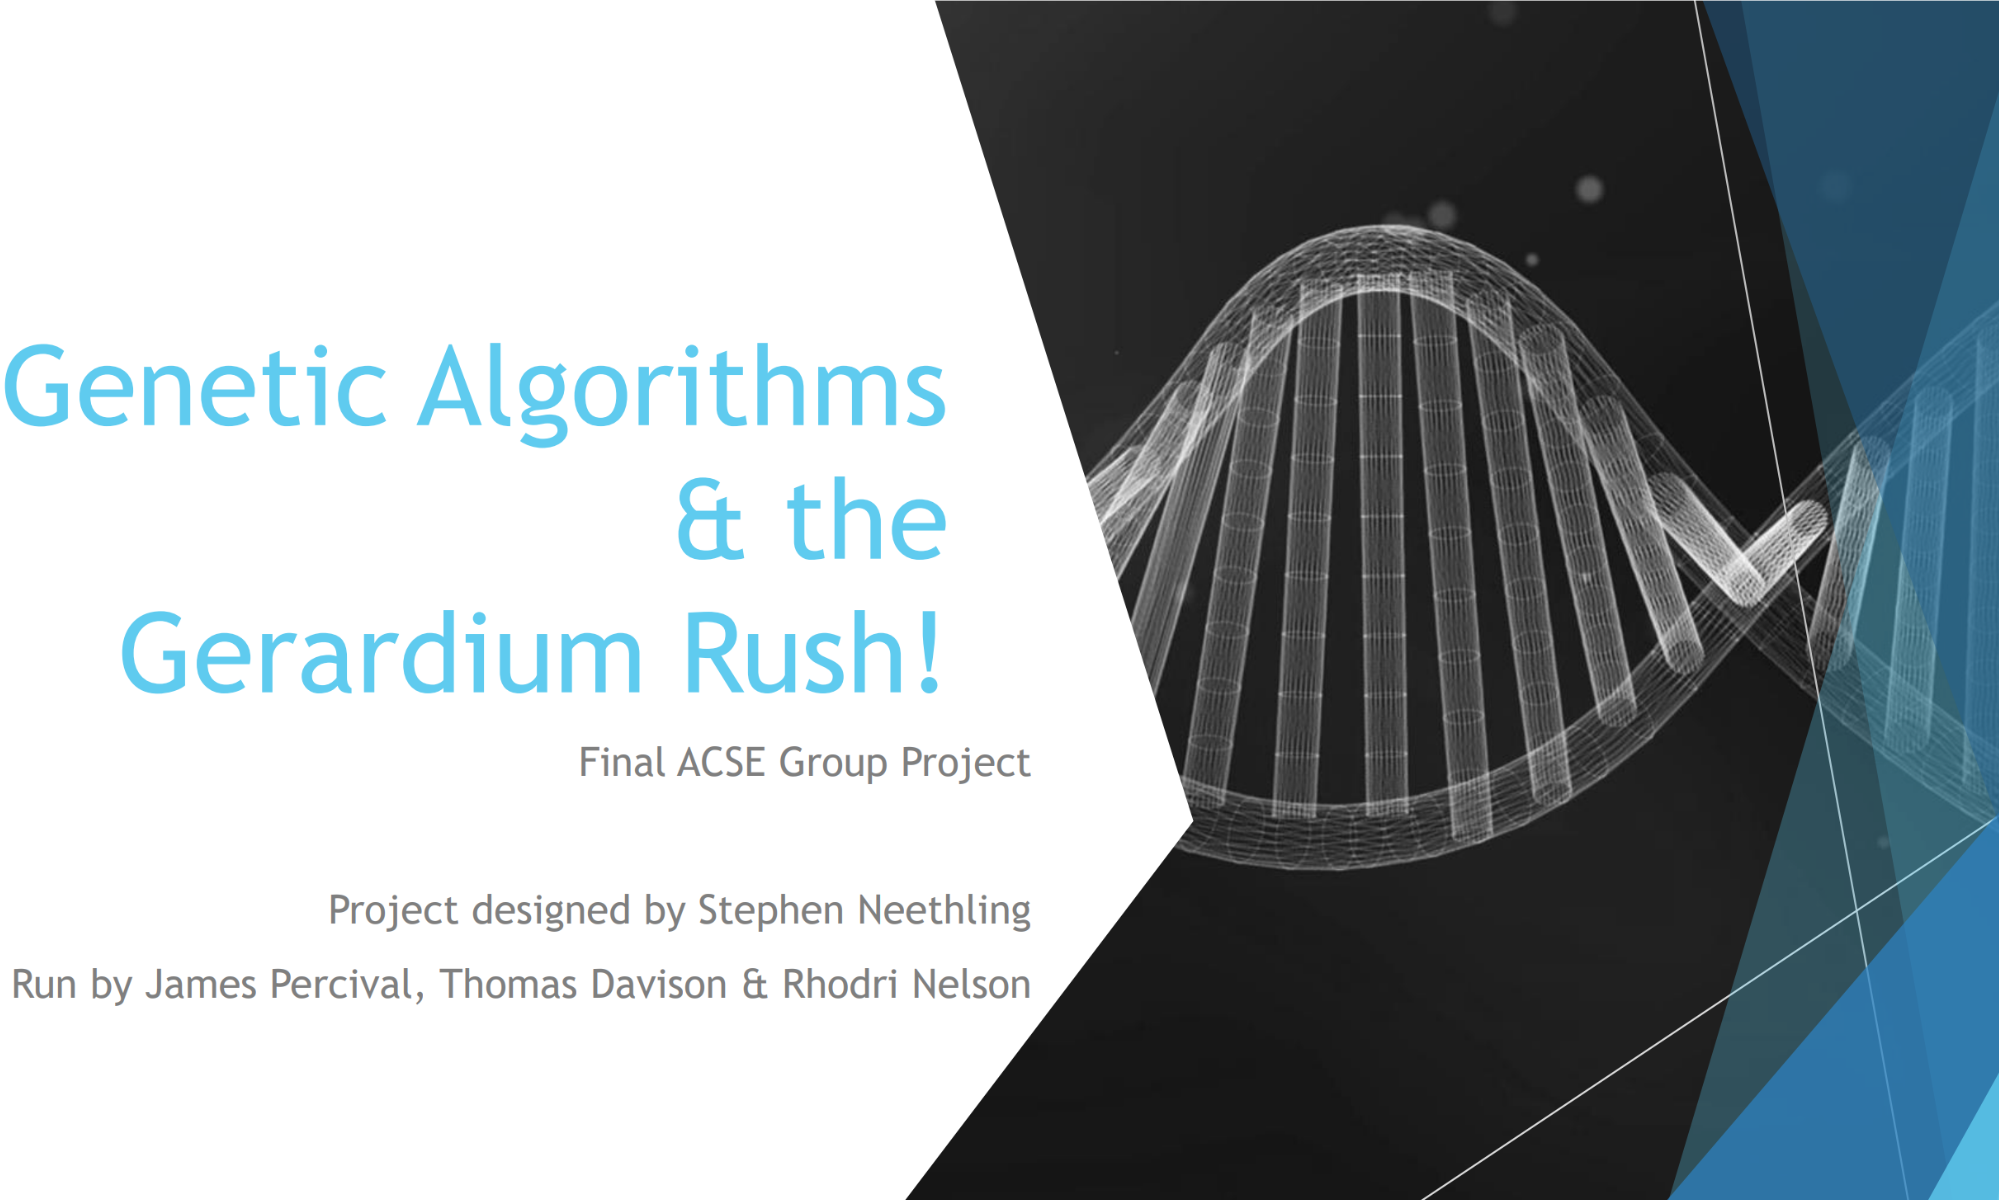 Genetic Algorithms
& the
Gerardium Rush!
Final ACSE Group Project
Project designed by Stephen Neethling
Run by James Percival, Thomas Davison & Rhodri Nelson